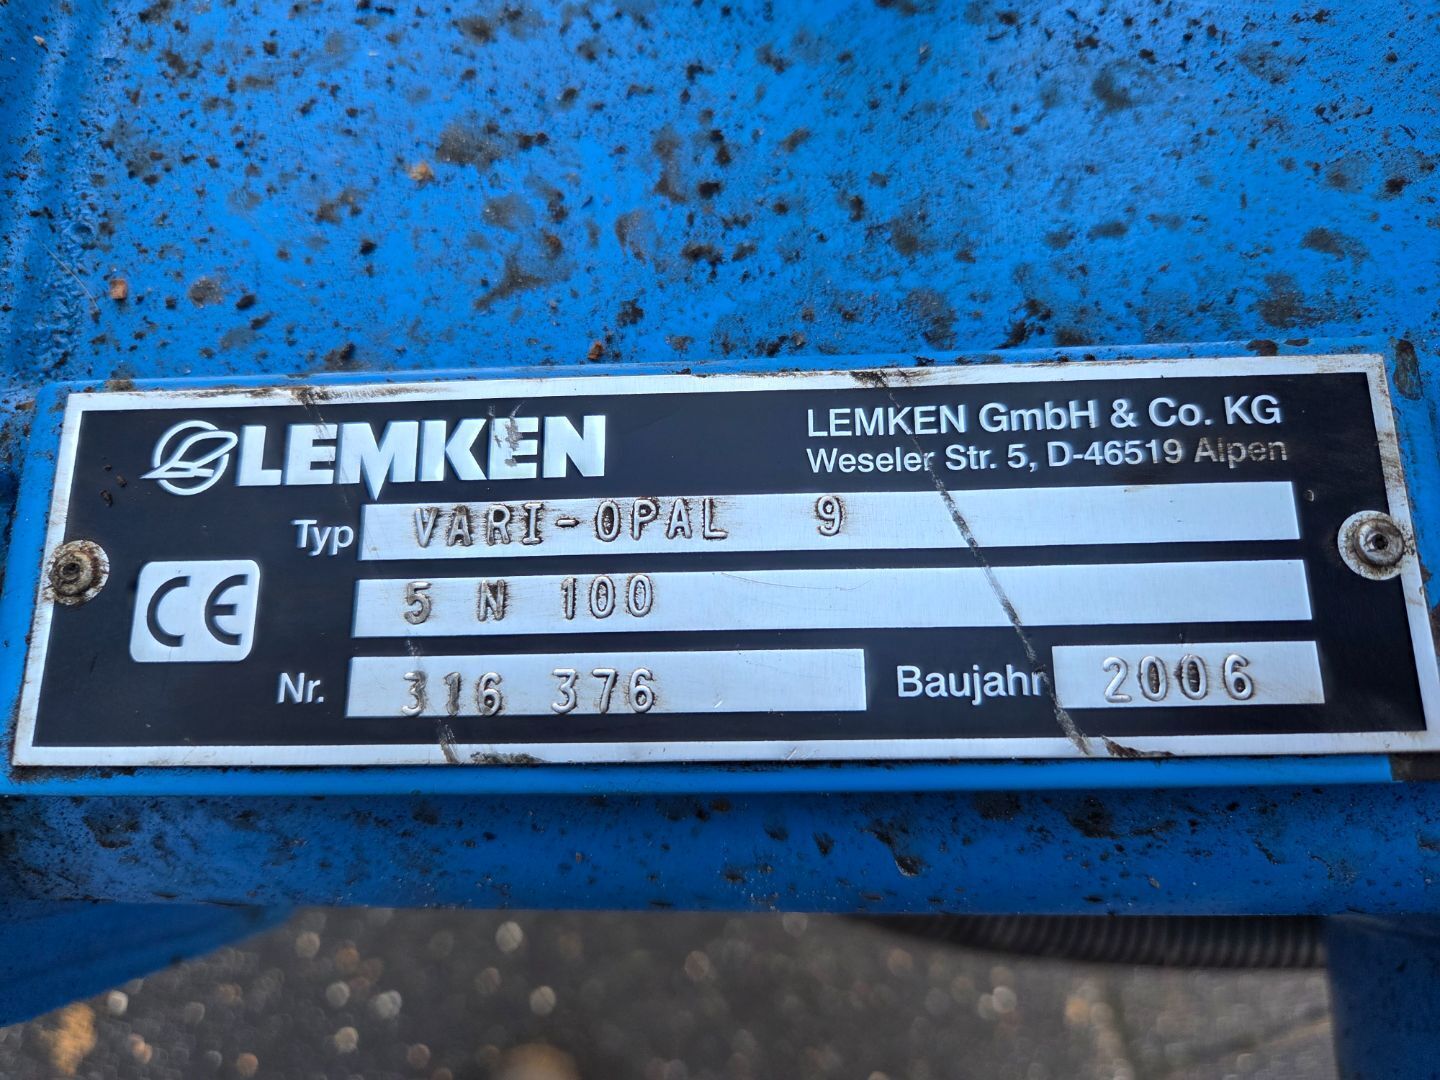 LEMKEN
LEMKEN GmbH & Co. KG
Weseler Str. 5, D-46519 Alpen
Typ VARI-OPAL 9
CE 5 N 100
Nr. 316 376 Baujahr 2006